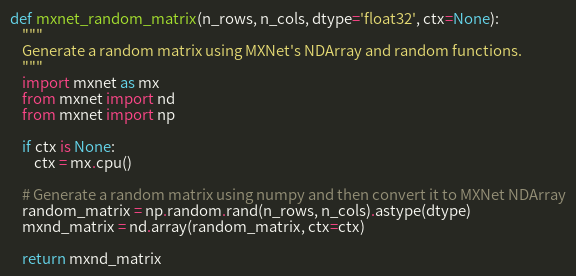 def mxnet_random_matrix(n_rows, n_cols, dtype='float32', ctx=None):
    """
    Generate a random matrix using MXNet's NDArray and random functions.
    """
    import mxnet as mx
    from mxnet import nd
    from mxnet import np

    if ctx is None:
        ctx = mx.cpu()

    # Generate a random matrix using numpy and then convert it to MXNet NDArray
    random_matrix = np.random.rand(n_rows, n_cols).astype(dtype)
    mxnd_matrix = nd.array(random_matrix, ctx=ctx)

    return mxnd_matrix